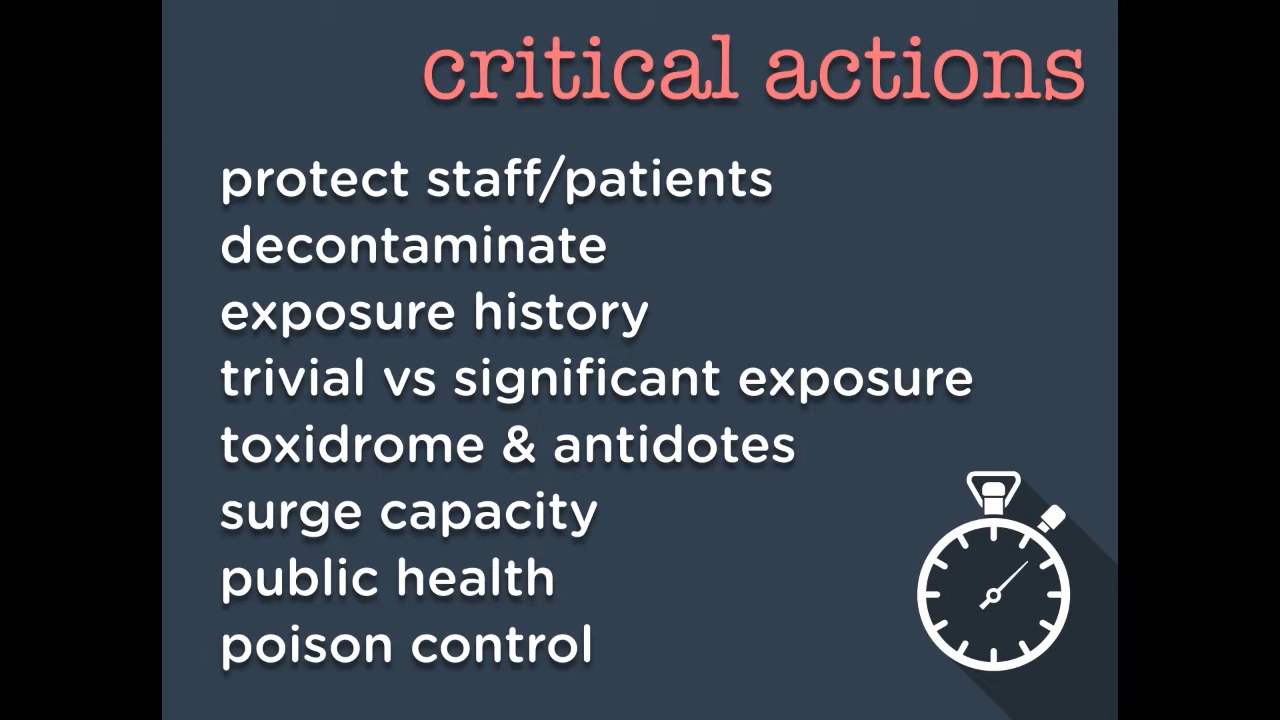 critical actions
protect staff/patients
decontaminate
exposure history
trivial vs significant exposure
toxidrome & antidotes
surge capacity
public health
poison control